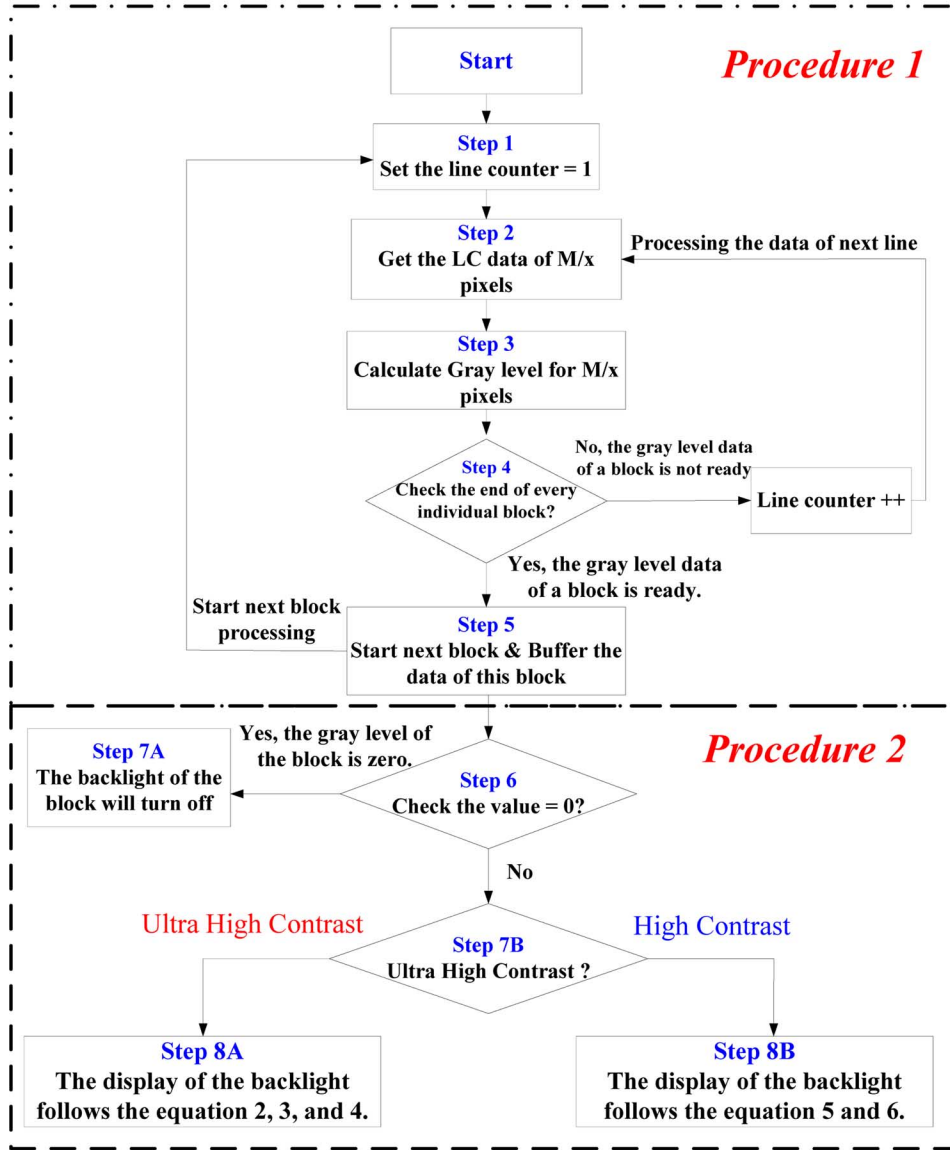 Start
Procedure 1
Step 1
Set the line counter = 1
Step 2
Get the LC data of M/x
pixels
Processing the data of next line
Step 3
Calculate Gray level for M/x
pixels
Step 4
Check the end of every
individual block?
No, the gray level data
of a block is not ready
Line counter ++
Yes, the gray level data
of a block is ready.
Start next block
processing
Step 5
Start next block & Buffer the
data of this block
Procedure 2
Yes, the gray level of
the block is zero.
Step 7A
The backlight of the
block will turn off
Step 6
Check the value = 0?
No
Ultra High Contrast
High Contrast
Step 7B
Ultra High Contrast ?
Step 8A
The display of the backlight
follows the equation 2, 3, and 4.
Step 8B
The display of the backlight
follows the equation 5 and 6.